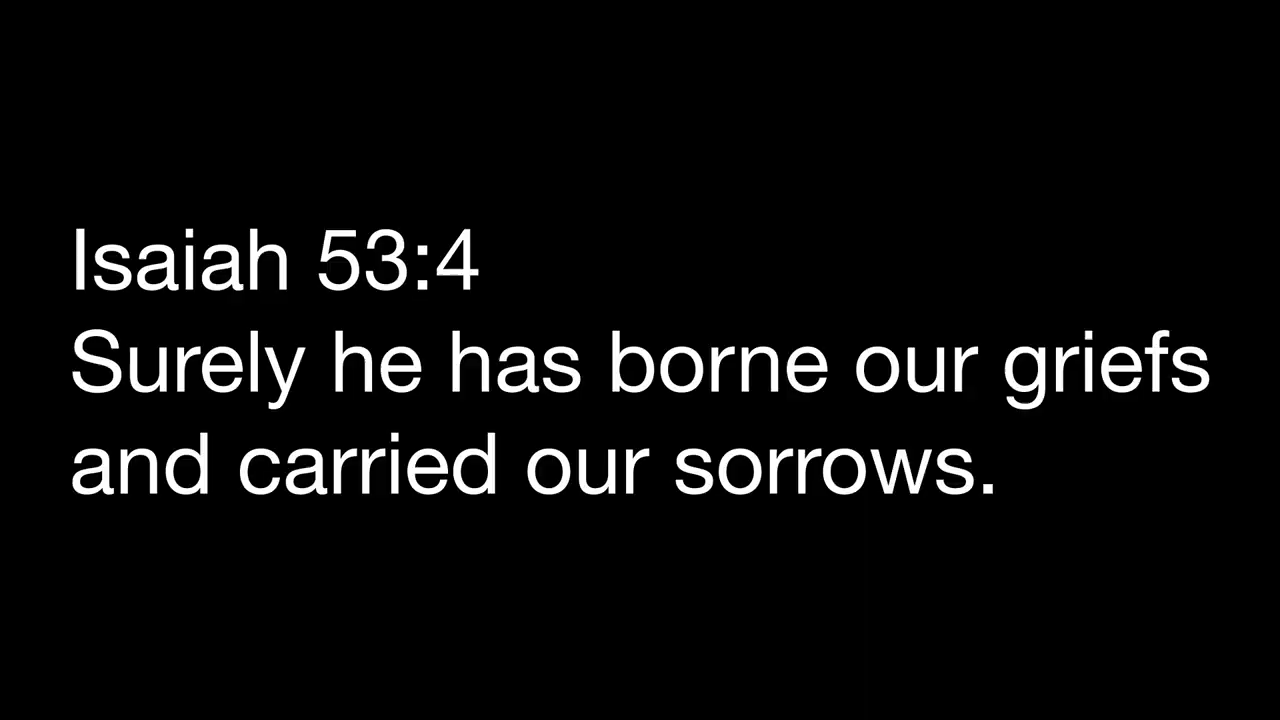 Isaiah 53:4
Surely he has borne our griefs
and carried our sorrows.